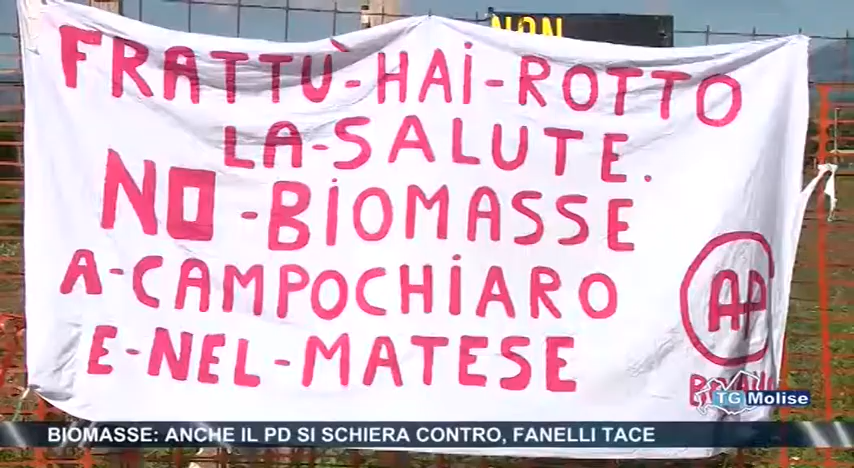 NON
FRATTÙ-HAI-ROTTO
LA-SALUTE.
NO-BIOMASSE
A-CAMPOCHIARO
E-NEL-MATESE
AP
TG Molise
BIOMASSE: ANCHE IL PD SI SCHIERA CONTRO, FANELLI TACE